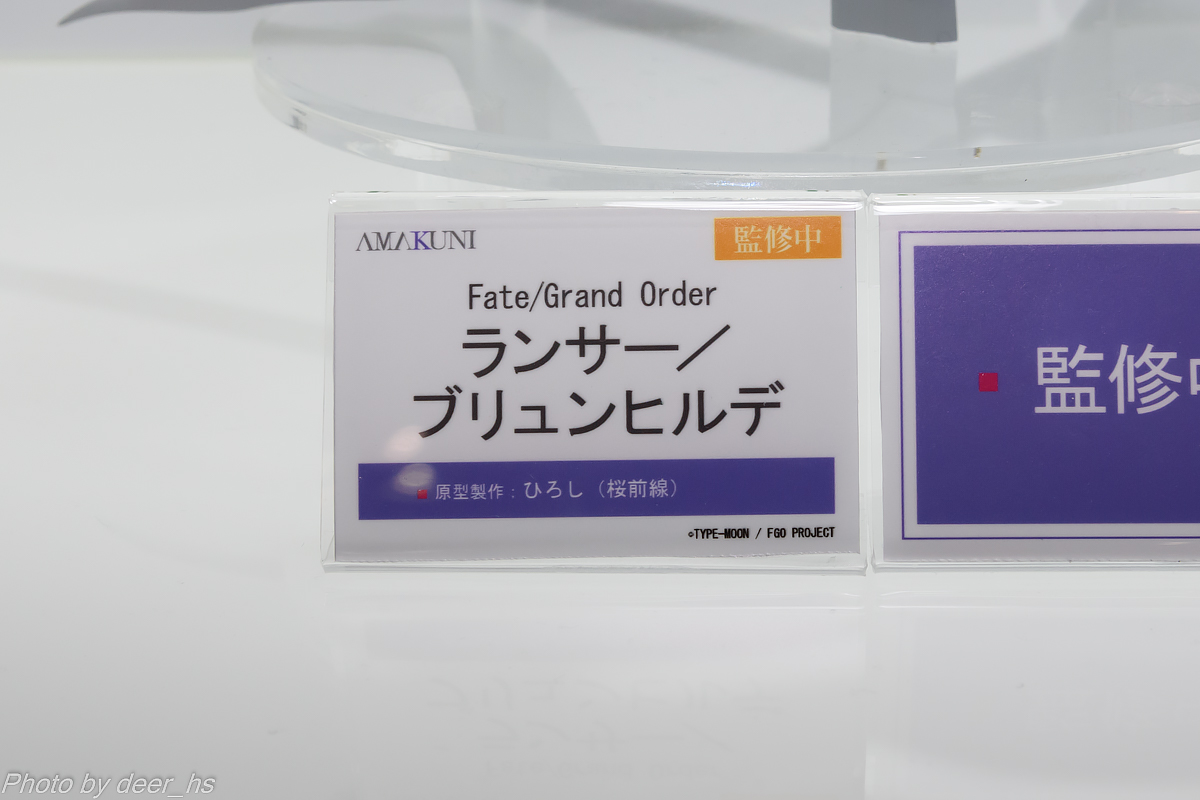 AMAKUNI
監修中
Fate/Grand Order
ランサー／
ブリュンヒルデ
■ 原型製作：ひろし（桜前線）
©TYPE-MOON / FGO PROJECT
■ 監修中
Photo by deer_hs